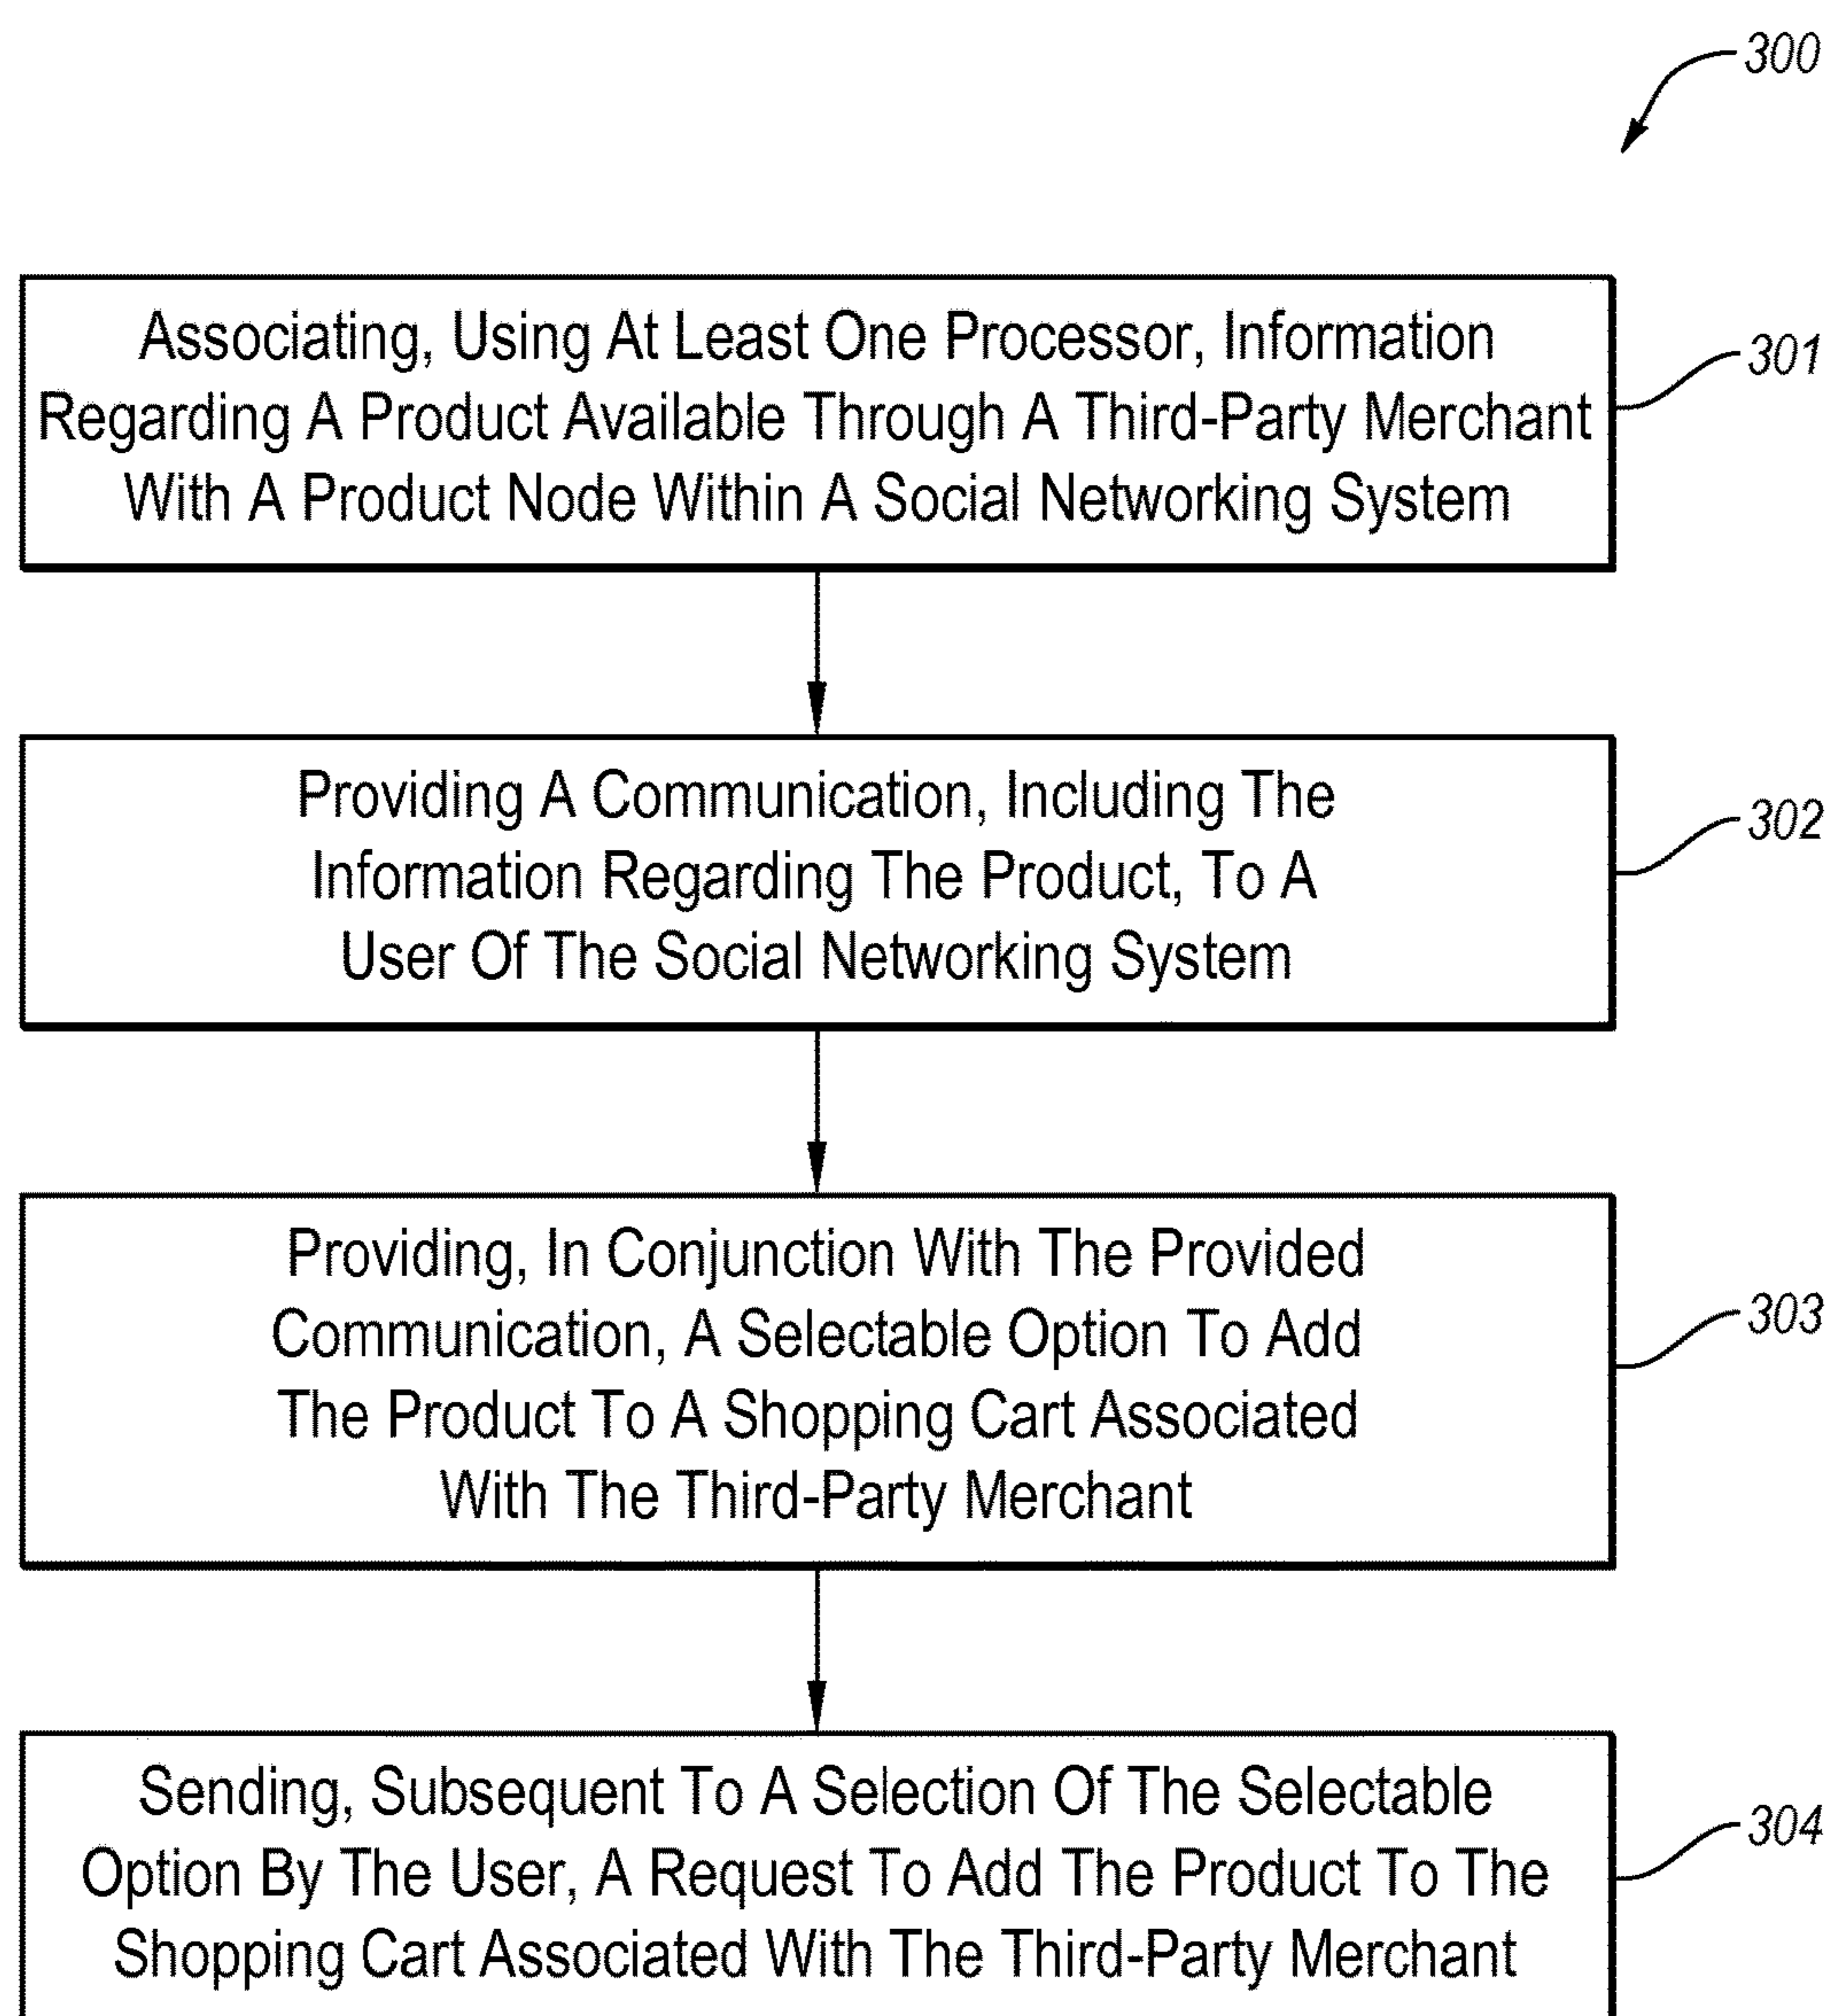 300
Associating, Using At Least One Processor, Information
Regarding A Product Available Through A Third-Party Merchant
With A Product Node Within A Social Networking System
301
Providing A Communication, Including The
Information Regarding The Product, To A
User Of The Social Networking System
302
Providing, In Conjunction With The Provided
Communication, A Selectable Option To Add
The Product To A Shopping Cart Associated
With The Third-Party Merchant
303
Sending, Subsequent To A Selection Of The Selectable
Option By The User, A Request To Add The Product To The
Shopping Cart Associated With The Third-Party Merchant
304